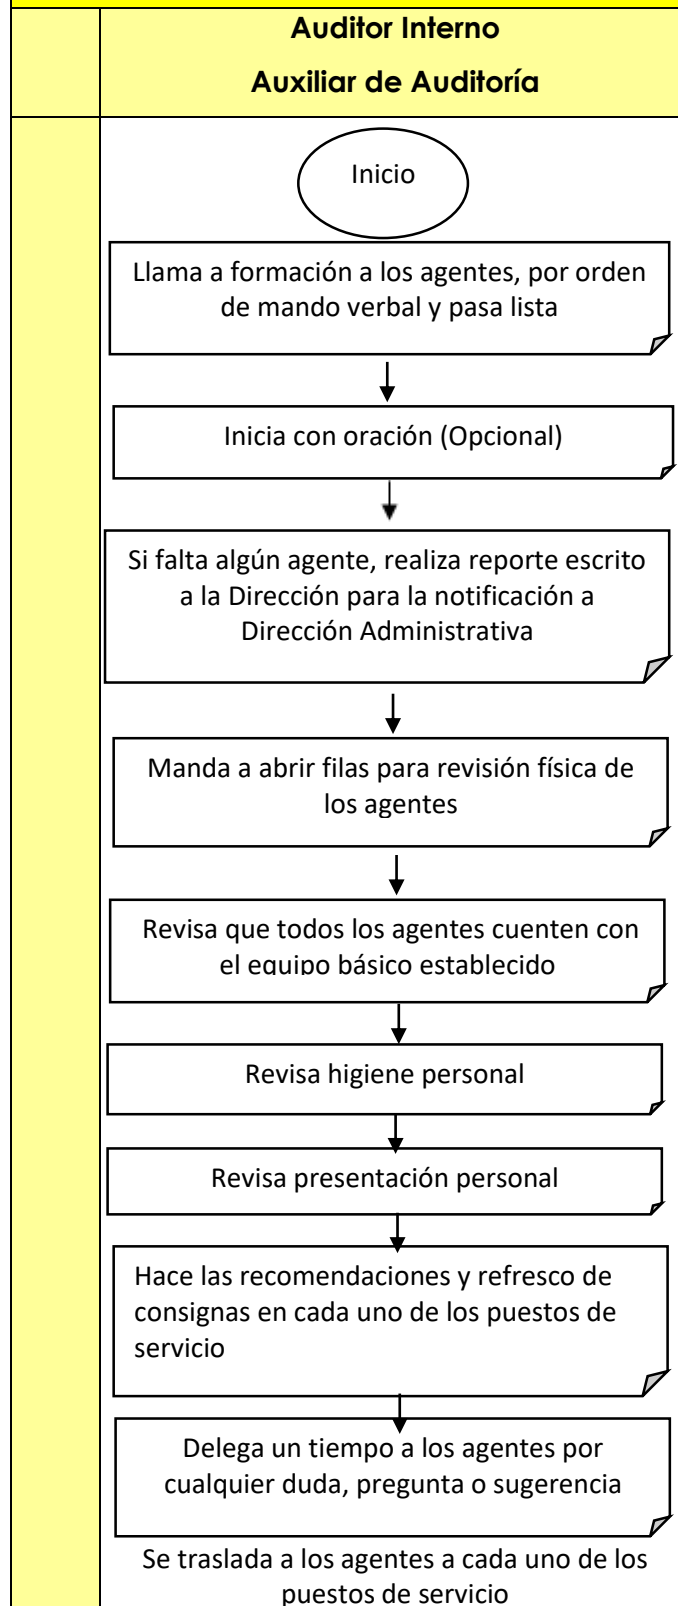 Auditor Interno
Auxiliar de Auditoría
Inicio
Llama a formación a los agentes, por orden
de mando verbal y pasa lista
Inicia con oración (Opcional)
Si falta algún agente, realiza reporte escrito
a la Dirección para la notificación a
Dirección Administrativa
Manda a abrir filas para revisión física de
los agentes
Revisa que todos los agentes cuenten con
el equipo básico establecido
Revisa higiene personal
Revisa presentación personal
Hace las recomendaciones y refresco de
consignas en cada uno de los puestos de
servicio
Delega un tiempo a los agentes por
cualquier duda, pregunta o sugerencia
Se traslada a los agentes a cada uno de los
puestos de servicio